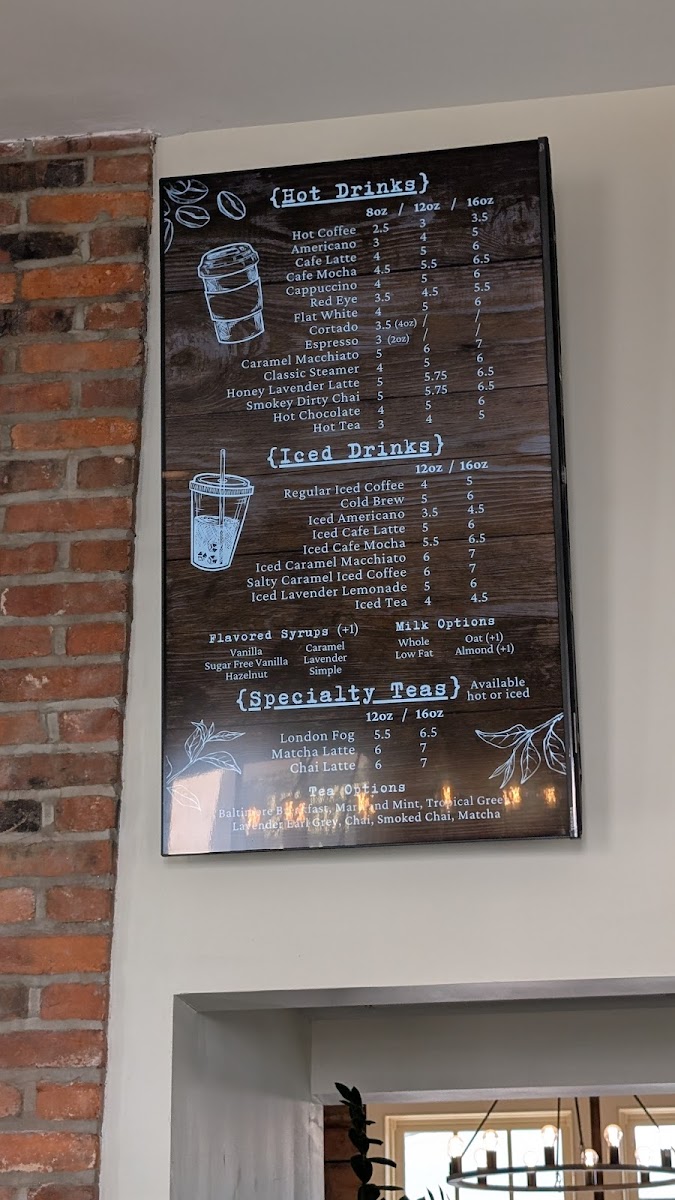 {Hot Drinks}
8oz / 12oz / 16oz
Hot Coffee 2.5 3 3.5
Americano 3 4 5
Cafe Latte 4 5 6
Cafe Mocha 4.5 5.5 6.5
Cappuccino 4 5 6
Red Eye 3.5 4.5 5.5
Flat White 4 5 6
Cortado 3.5 (4oz) / /
Espresso 3 (2oz) / /
Caramel Macchiato 5 6 7
Classic Steamer 4 5 6
Honey Lavender Latte 5 5.75 6.5
Smokey Dirty Chai 5 5.75 6.5
Hot Chocolate 4 5 6
Hot Tea 3 4 5
{Iced Drinks}
12oz / 16oz
Regular Iced Coffee 4 5
Cold Brew 5 6
Iced Americano 3.5 4.5
Iced Cafe Latte 5 6
Iced Cafe Mocha 5.5 6.5
Iced Caramel Macchiato 6 7
Salty Caramel Iced Coffee 6 7
Iced Lavender Lemonade 5 6
Iced Tea 4 4.5
Flavored Syrups (+1)
Vanilla Caramel
Sugar Free Vanilla Lavender
Hazelnut Simple
Milk Options
Whole Oat (+1)
Low Fat Almond (+1)
{Specialty Teas} Available hot or iced
12oz / 16oz
London Fog 5.5 6.5
Matcha Latte 6 7
Chai Latte 6 7
Tea Options
Baltimore Breakfast, Maryland Mint, Tropical Green,
Lavender Earl Grey, Chai, Smoked Chai, Matcha